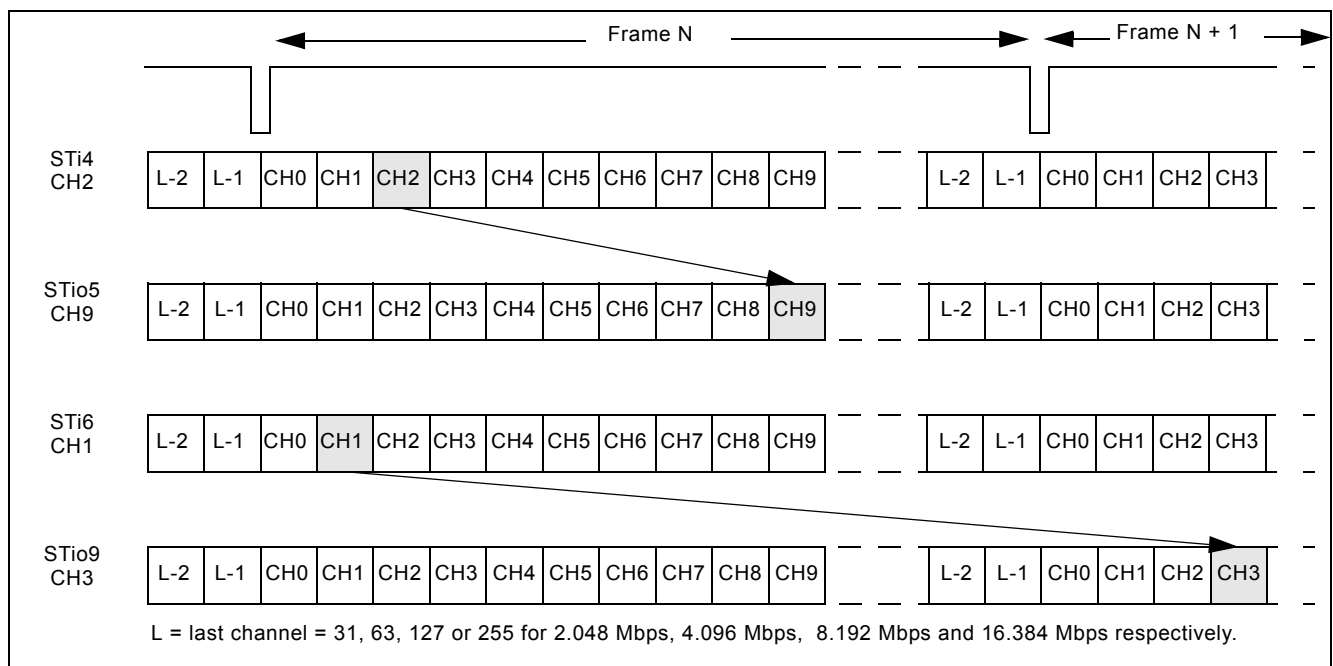 Frame N Frame N + 1
STi4
CH2
L-2 L-1 CH0 CH1 CH2 CH3 CH4 CH5 CH6 CH7 CH8 CH9 L-2 L-1 CH0 CH1 CH2 CH3
STio5
CH9
L-2 L-1 CH0 CH1 CH2 CH3 CH4 CH5 CH6 CH7 CH8 CH9 L-2 L-1 CH0 CH1 CH2 CH3
STi6
CH1
L-2 L-1 CH0 CH1 CH2 CH3 CH4 CH5 CH6 CH7 CH8 CH9 L-2 L-1 CH0 CH1 CH2 CH3
STio9
CH3
L-2 L-1 CH0 CH1 CH2 CH3 CH4 CH5 CH6 CH7 CH8 CH9 L-2 L-1 CH0 CH1 CH2 CH3
L = last channel = 31, 63, 127 or 255 for 2.048 Mbps, 4.096 Mbps, 8.192 Mbps and 16.384 Mbps respectively.